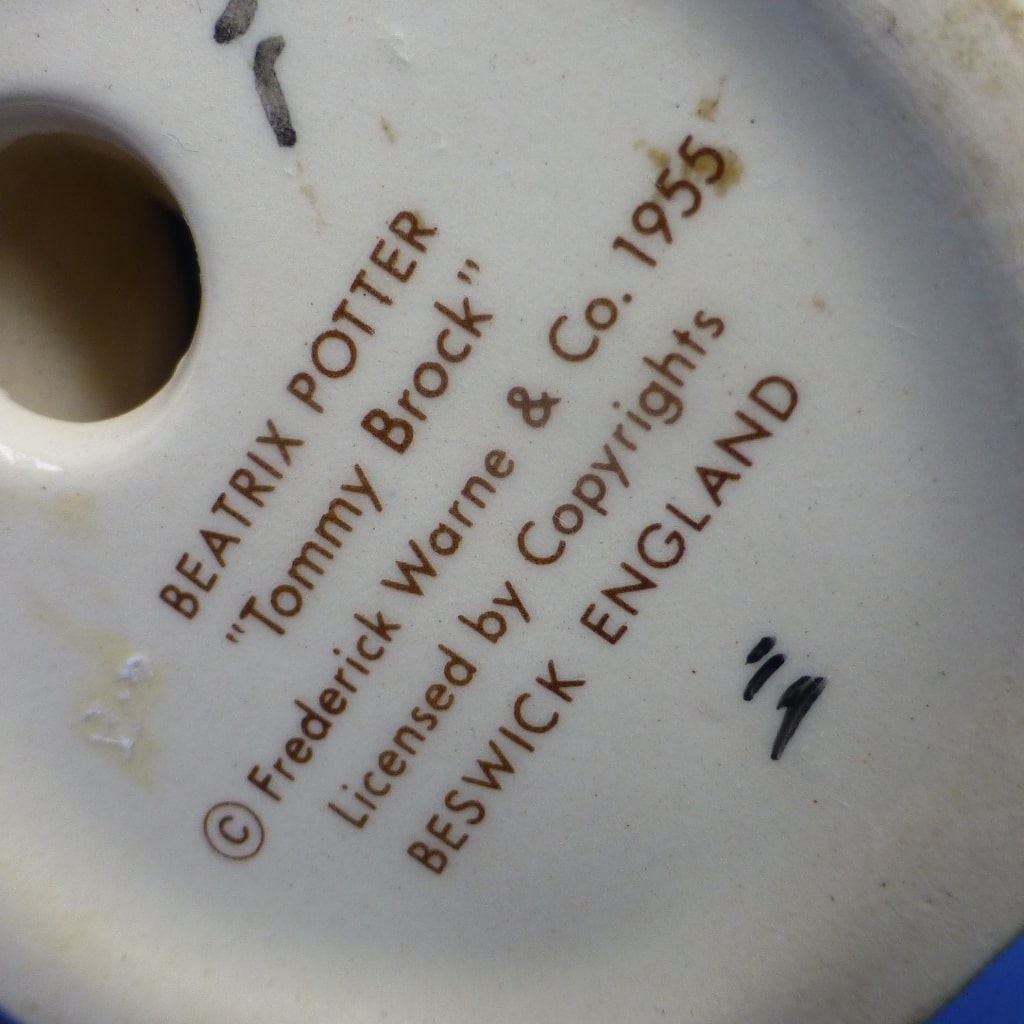 BEATRIX POTTER
"Tommy Brock"
© Frederick Warne & Co. 1955
Licensed by Copyrights
BESWICK ENGLAND